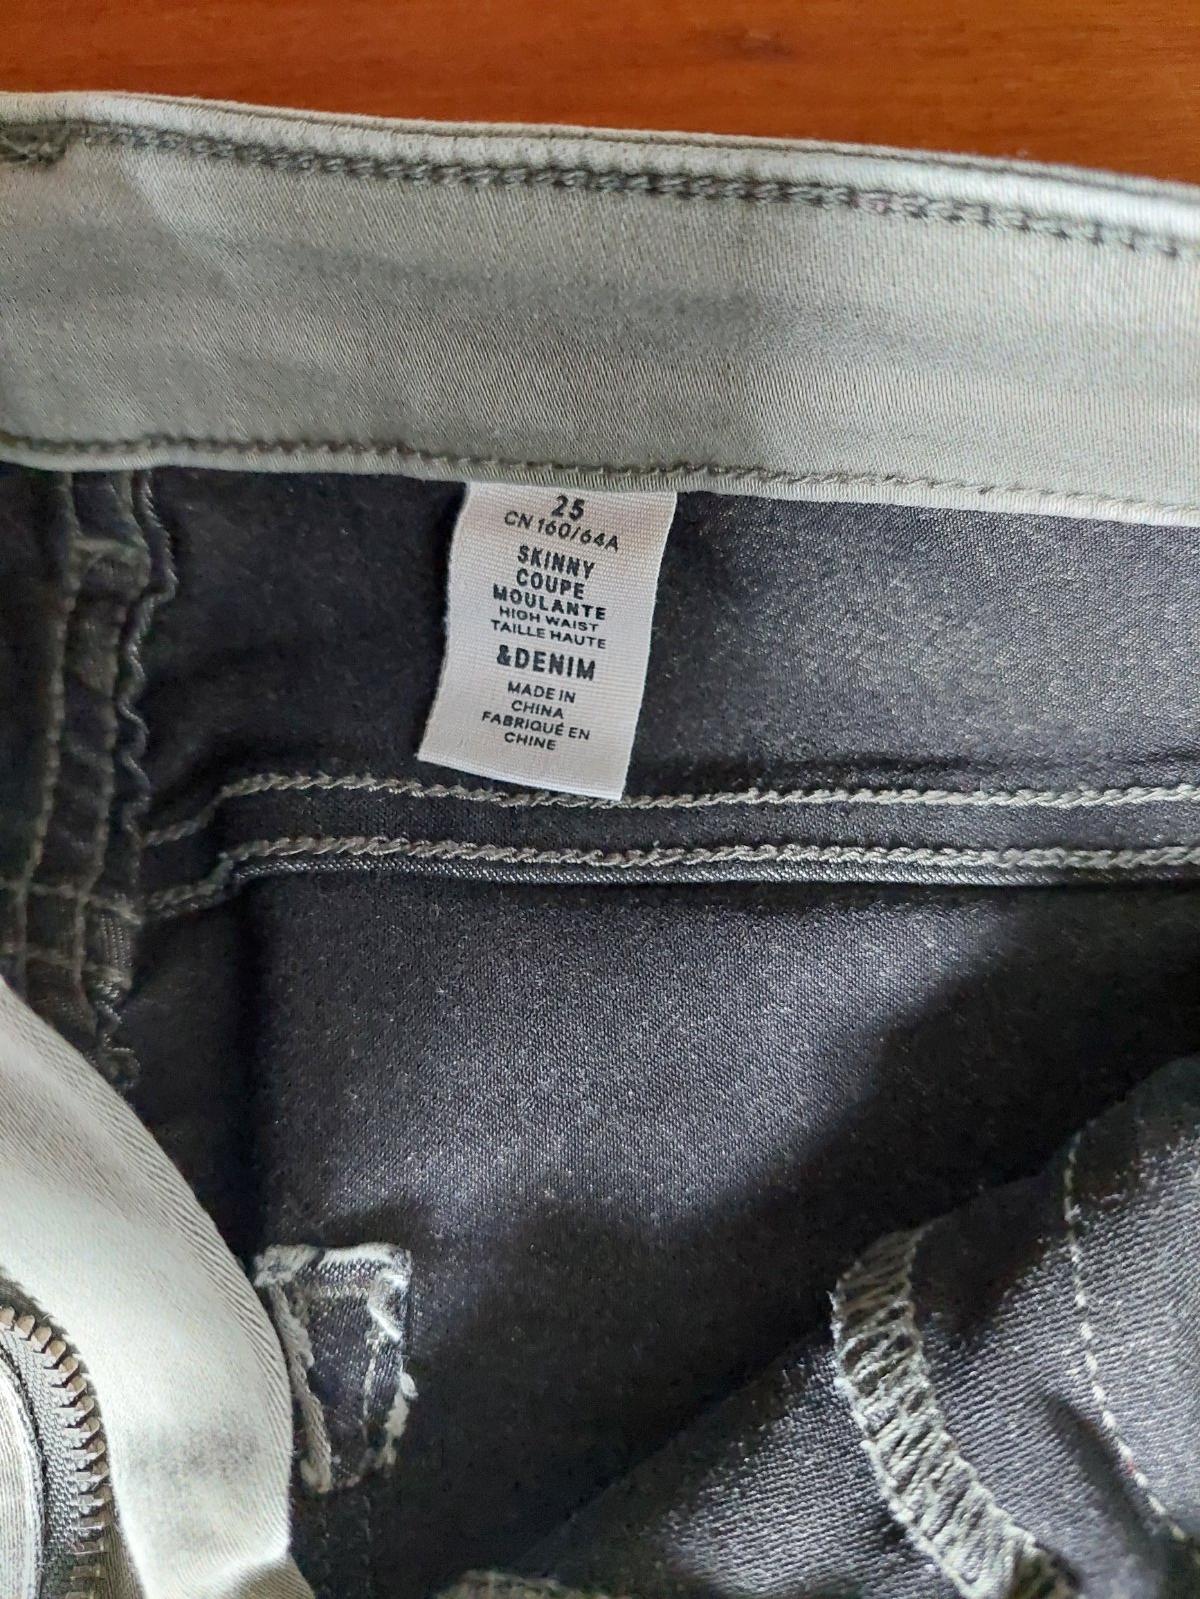 25
CN 160/64A
SKINNY
COUPE
MOULANTE
HIGH WAIST
TAILLE HAUTE
&DENIM
MADE IN
CHINA
FABRIQUÉ EN
CHINE